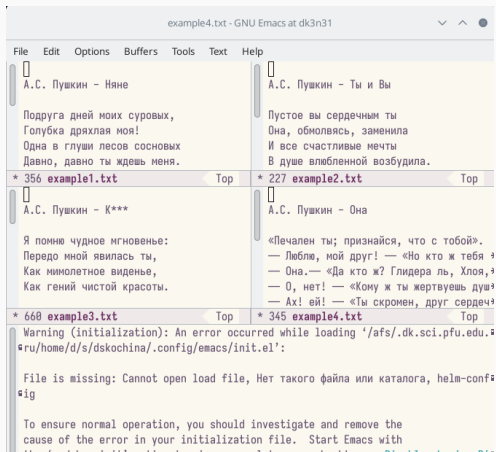 example4.txt - GNU Emacs at dk3n31
File Edit Options Buffers Tools Text Help
А.С. Пушкин - Няне
Подруга дней моих суровых,
Голубка дряхлая моя!
Одна в глуши лесов сосновых
Давно, давно ты ждешь меня.
* 356 example1.txt Top
А.С. Пушкин - Ты и Вы
Пустое вы сердечным ты
Она, обмолвясь, заменила
И все счастливые мечты
В душе влюбленной возбудила.
* 227 example2.txt Top
А.С. Пушкин - К***
Я помню чудное мгновенье:
Передо мной явилась ты,
Как мимолетное виденье,
Как гений чистой красоты.
* 660 example3.txt Top
А.С. Пушкин - Она
«Печален ты; признайся, что с тобой».
— Люблю, мой друг! — «Но кто ж тебя
— Она.— «Да кто ж? Глидера ль, Хлоя,
— О, нет! — «Кому ж ты жертвуешь душ
— Ах! ей! — «Ты скромен, друг сердеч
* 345 example4.txt Top
Warning (initialization): An error occurred while loading ‘/afs/.dk.sci.pfu.edu.
ru/home/d/s/dskochina/.config/emacs/init.el’:
File is missing: Cannot open load file, Нет такого файла или каталога, helm-conf
ig
To ensure normal operation, you should investigate and remove the
cause of the error in your initialization file. Start Emacs with